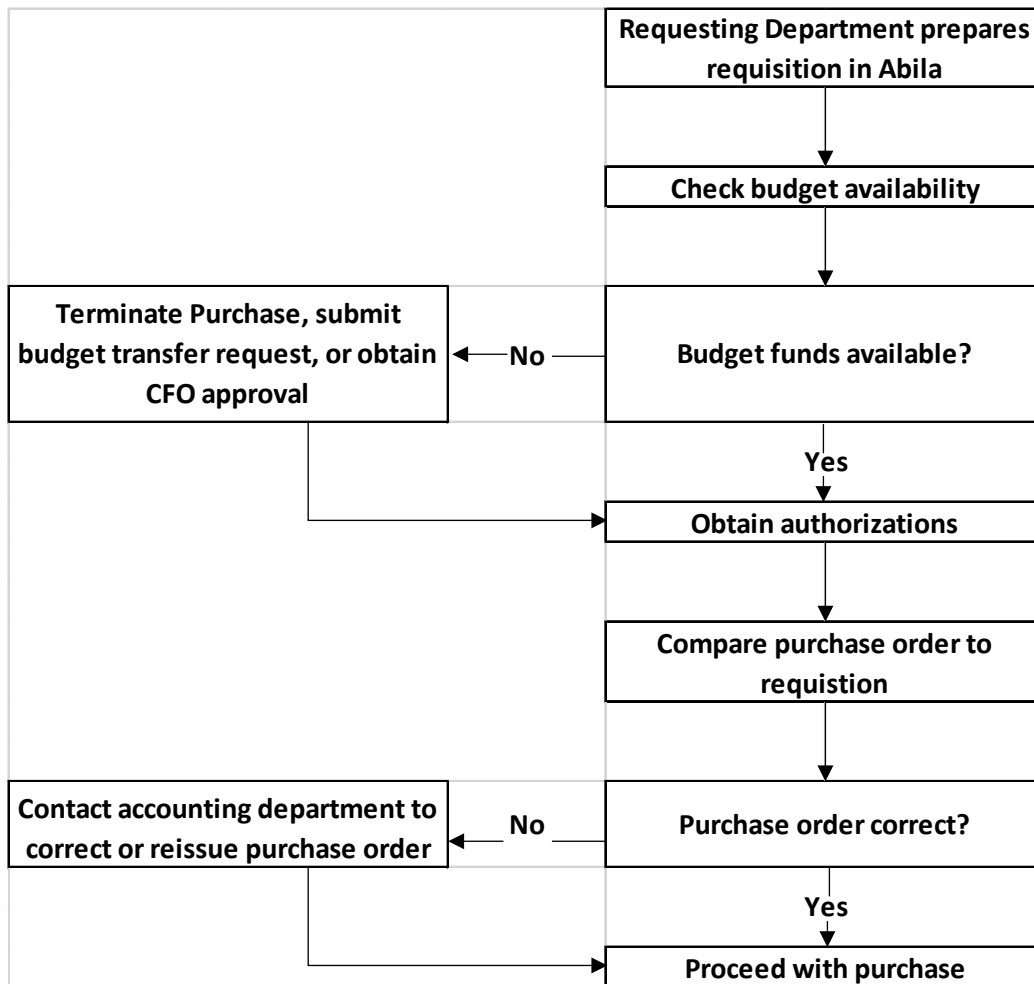 Requesting Department prepares
requisition in Abila
Check budget availability
Terminate Purchase, submit
budget transfer request, or obtain
CFO approval
No
Budget funds available?
Yes
Obtain authorizations
Compare purchase order to
requistion
Contact accounting department to
correct or reissue purchase order
No
Purchase order correct?
Yes
Proceed with purchase